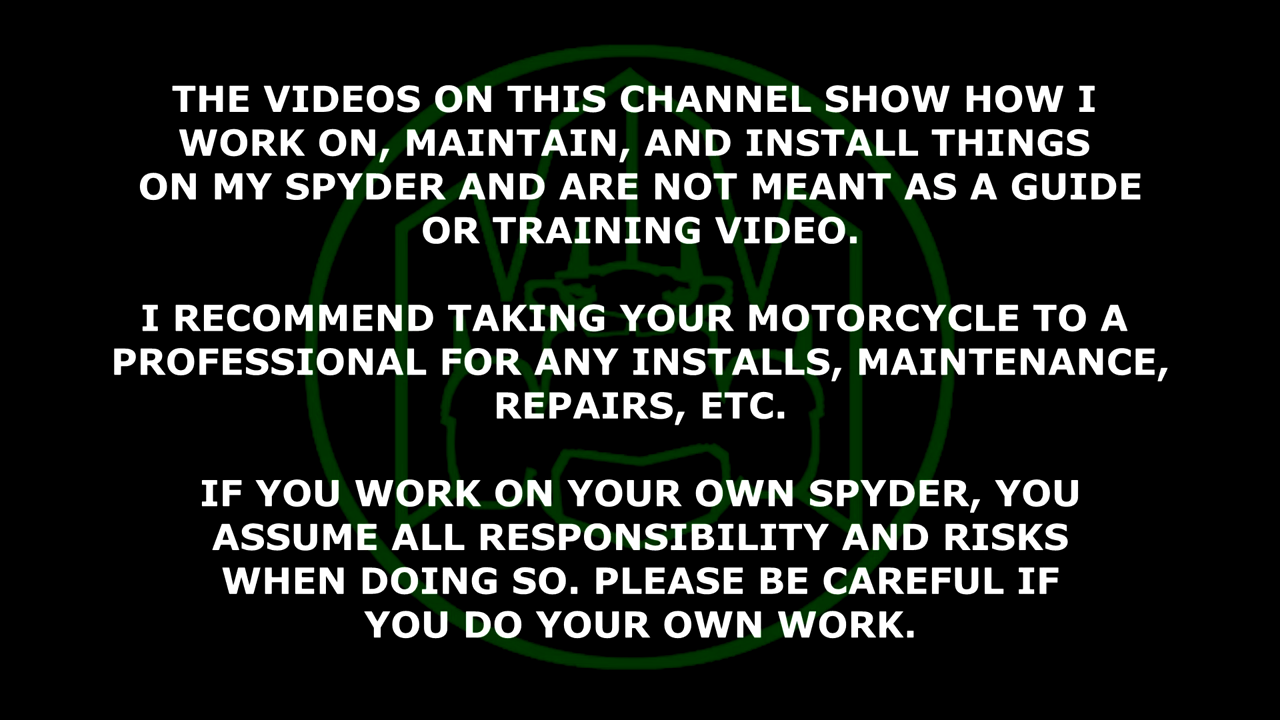 THE VIDEOS ON THIS CHANNEL SHOW HOW I
WORK ON, MAINTAIN, AND INSTALL THINGS
ON MY SPYDER AND ARE NOT MEANT AS A GUIDE
OR TRAINING VIDEO.
I RECOMMEND TAKING YOUR MOTORCYCLE TO A
PROFESSIONAL FOR ANY INSTALLS, MAINTENANCE,
REPAIRS, ETC.
IF YOU WORK ON YOUR OWN SPYDER, YOU
ASSUME ALL RESPONSIBILITY AND RISKS
WHEN DOING SO. PLEASE BE CAREFUL IF
YOU DO YOUR OWN WORK.